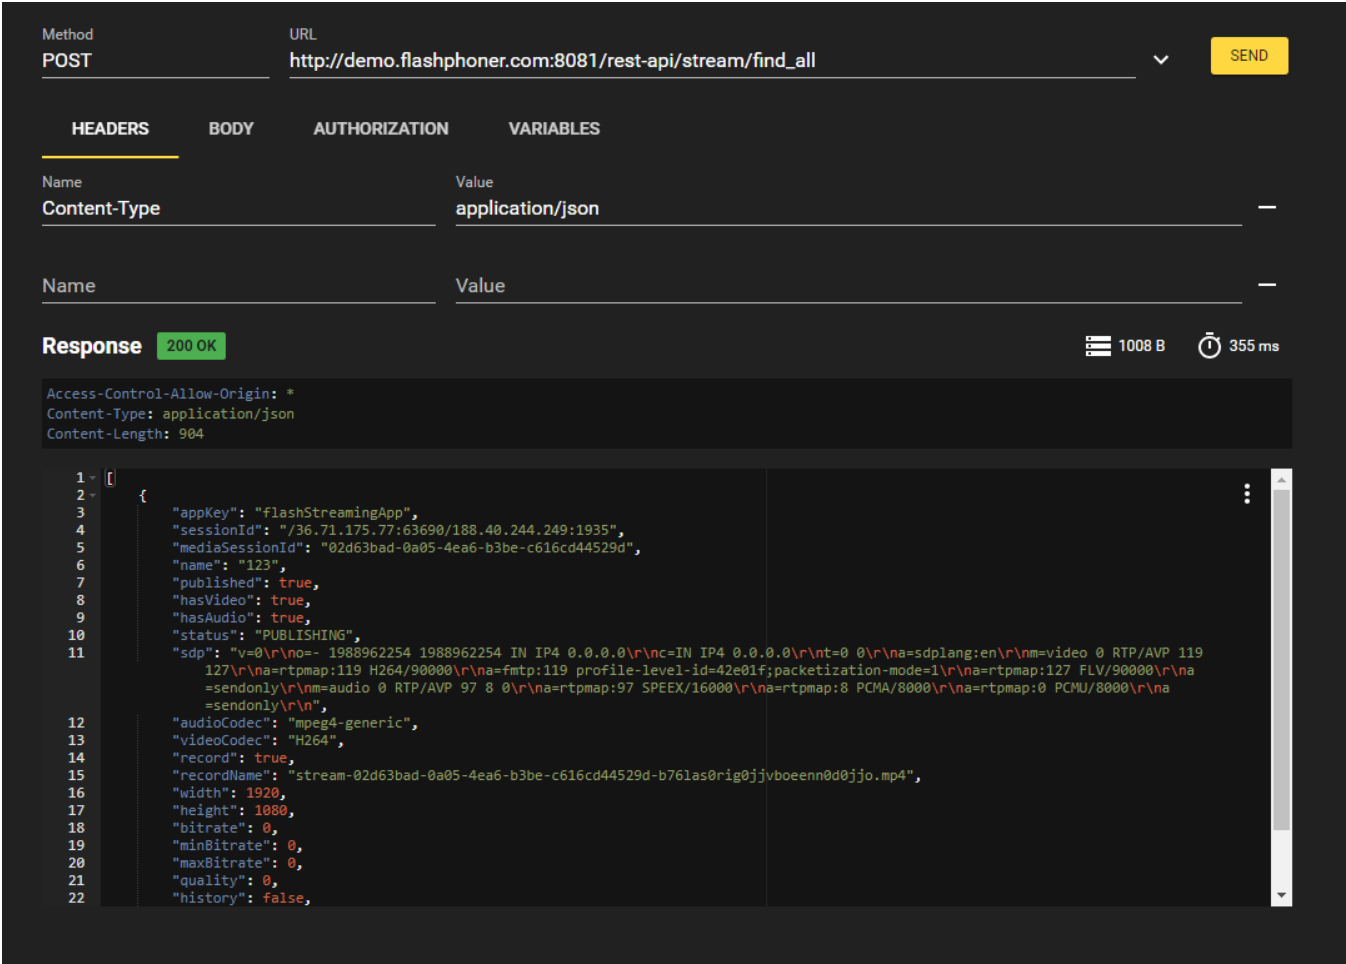 Method
URL
POST
http://demo.flashphoner.com:8081/rest-api/stream/find_all
SEND
HEADERS BODY AUTHORIZATION VARIABLES
Name
Value
Content-Type
application/json
Name
Value
Response 200 OK
1008 B 355 ms
Access-Control-Allow-Origin: *
Content-Type: application/json
Content-Length: 904
1 [
2 {
3 "appKey": "flashStreamingApp",
4 "sessionId": "/36.71.175.77:63690/188.40.244.249:1935",
5 "mediaSessionId": "02d63bad-0a05-4ea6-b3be-c616cd44529d",
6 "name": "123",
7 "published": true,
8 "hasVideo": true,
9 "hasAudio": true,
10 "status": "PUBLISHING",
11 "sdp": "v=0\r\no=- 1988962254 1988962254 IN IP4 0.0.0.0\r\nc=IN IP4 0.0.0.0\r\nt=0 0\r\na=sdplang:en\r\nm=video 0 RTP/AVP 119
127\r\na=rtpmap:119 H264/90000\r\na=fmtp:119 profile-level-id=42e01f;packetization-mode=1\r\na=rtpmap:127 FLV/90000\r\na
=sendonly\r\nm=audio 0 RTP/AVP 97 8 0\r\na=rtpmap:97 SPEEX/16000\r\na=rtpmap:8 PCMA/8000\r\na=rtpmap:0 PCMU/8000\r\na
=sendonly\r\n",
12 "audioCodec": "mpeg4-generic",
13 "videoCodec": "H264",
14 "record": true,
15 "recordName": "stream-02d63bad-0a05-4ea6-b3be-c616cd44529d-b76las0rig0jjvboeenn0d0jjo.mp4",
16 "width": 1920,
17 "height": 1080,
18 "bitrate": 0,
19 "minBitrate": 0,
20 "maxBitrate": 0,
21 "quality": 0,
22 "history": false,